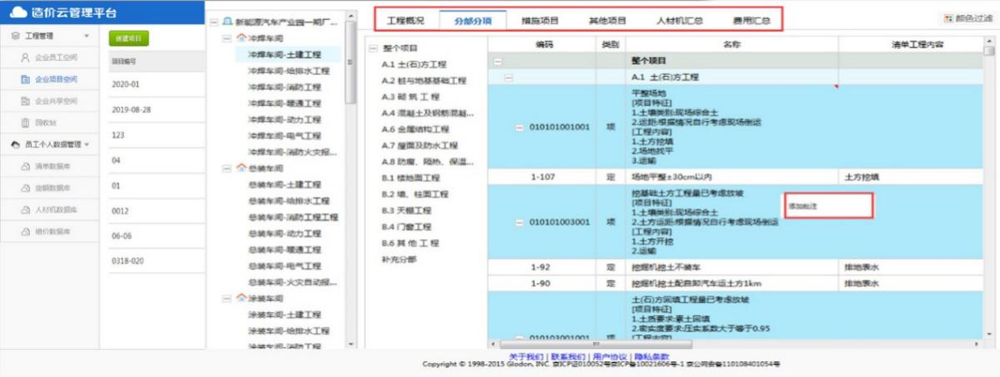 造价云管理平台
工程管理
企业员工空间
企业项目空间
企业共享空间
回收站
员工个人数据管理
清单数据库
定额数据库
人材机数据库
组价数据库
创建项目
项目编号
2020-01
2019-08-28
123
04
01
0012
06-06
0318-020
新能源汽车产业园一期厂...
冲焊车间
冲焊车间-土建工程
冲焊车间-给排水工程
冲焊车间-消防工程
冲焊车间-暖通工程
冲焊车间-动力工程
冲焊车间-电气工程
冲焊车间-消防火灾报...
总装车间
总装车间-土建工程
总装车间-给排水工程
总装车间-消防工程工程
总装车间-动力工程
总装车间-暖通工程
总装车间-电气工程
总装车间-火灾自动报...
涂装车间
涂装车间-土建工程
涂装车间-给排水工程
涂装车间-消防工程
工程概况 分部分项 措施项目 其他项目 人材机汇总 费用汇总
颜色过滤
整个项目
A.1 土(石)方工程
A.2 桩与地基基础工程
A.3 砌 筑 工 程
A.4 混凝土及钢筋混凝...
A.6 金属结构工程
A.7 屋面及防水工程
A.8 防腐、隔热、保温...
B.1 楼地面工程
B.2 墙、柱面工程
B.3 天棚工程
B.4 门窗工程
B.6 其 他 工 程
补充分部
编码 类别 名称 清单工程内容
整个项目
A.1 土(石)方工程
010101001001 项
平整场地
[项目特征]
1.土壤类别:现场综合土
2.运距:根据情况自行考虑现场倒运
[工程内容]
1.土方挖填
2.场地找平
3.运输
1-107 定 场地平整±30cm以内 土方挖填
010101003001 项
挖基础土方工程量已考虑放坡
[项目特征]
1.土壤类别:现场综合土
2.土方运距:根据情况自行考虑现场倒运
[工程内容]
1.土方开挖
2.运输
添加批注
1-92 定 挖掘机挖土不装车 排地表水
1-90 定 挖掘机挖土配自卸汽车运土方1km 排地表水
010103001001 项
土(石)方回填工程量已考虑放坡
[项目特征]
1.土质要求:素土回填
2.密实度要求:压实系数大于等于0.95
[工程内容]
关于我们 | 联系我们 | 用户协议 | 隐私条款
Copyright © 1998-2015 Glodon, INC. 京ICP证010052号京ICP备10021606号-1 京公司安备110108401054号